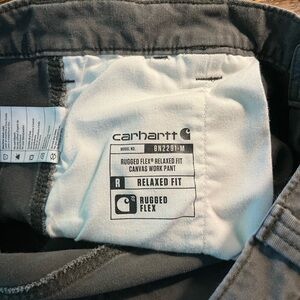 carhartt
MODEL NO. BN2291-M
RUGGED FLEX® RELAXED FIT
CANVAS WORK PANT
R RELAXED FIT
RUGGED
FLEX